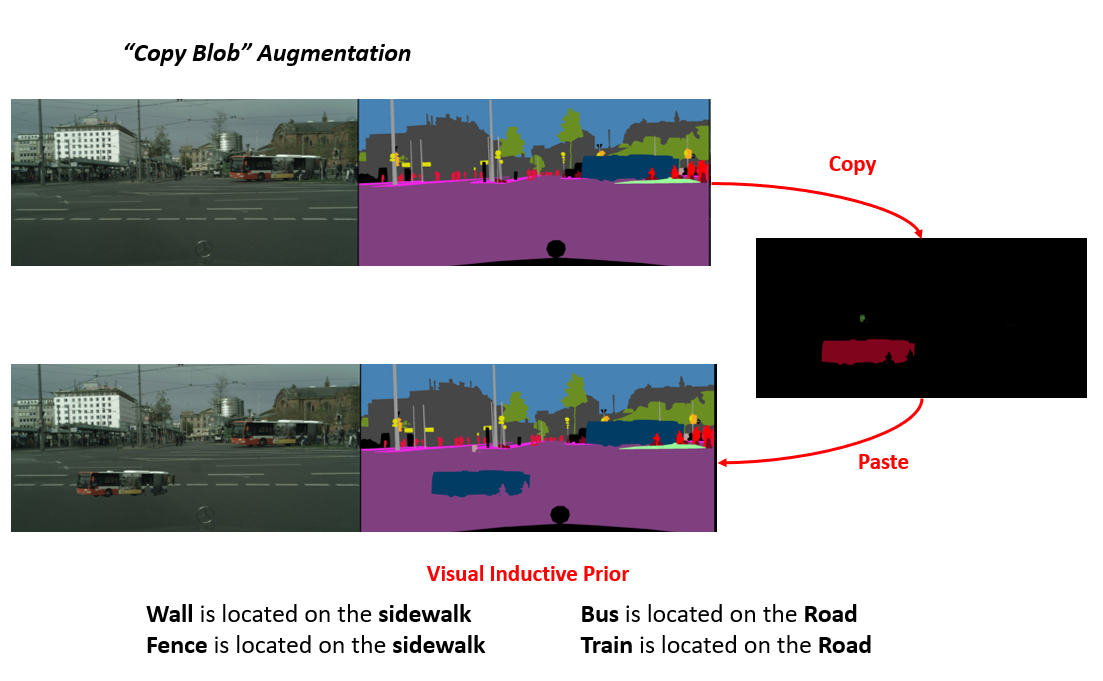 “Copy Blob” Augmentation
Copy
Paste
Visual Inductive Prior
Wall is located on the sidewalk
Fence is located on the sidewalk
Bus is located on the Road
Train is located on the Road